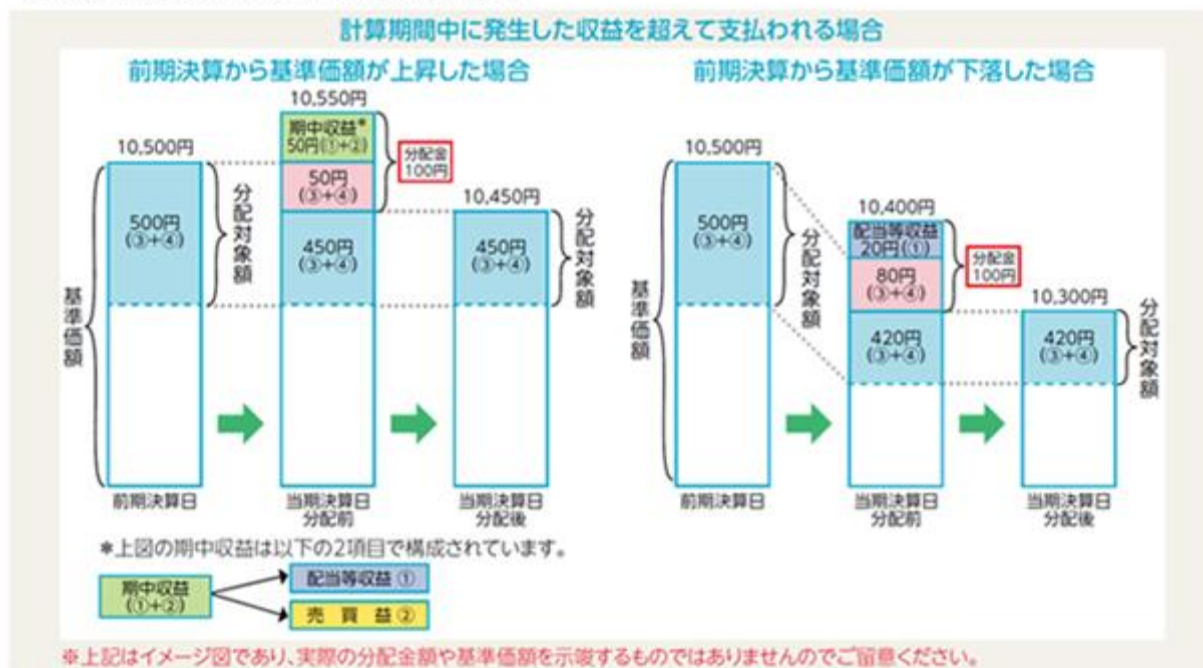 計算期間中に発生した収益を超えて支払われる場合
前期決算から基準価額が上昇した場合
10,500円
500円
(③+④)
分配対象額
基準価額
前期決算日
10,550円
期中収益*
50円(①+②)
50円
(③+④)
450円
(③+④)
分配金
100円
当期決算日
分配前
10,450円
450円
(③+④)
分配対象額
当期決算日
分配後
*上図の期中収益は以下の2項目で構成されています。
期中収益
(①+②)
配当等収益 ①
売買益②
前期決算から基準価額が下落した場合
10,500円
500円
(③+④)
分配対象額
基準価額
前期決算日
10,400円
配当等収益
20円(①)
80円
(③+④)
420円
(③+④)
分配金
100円
当期決算日
分配前
10,300円
420円
(③+④)
分配対象額
当期決算日
分配後
※上記はイメージ図であり、実際の分配金額や基準価額を示唆するものではありませんのでご留意ください。